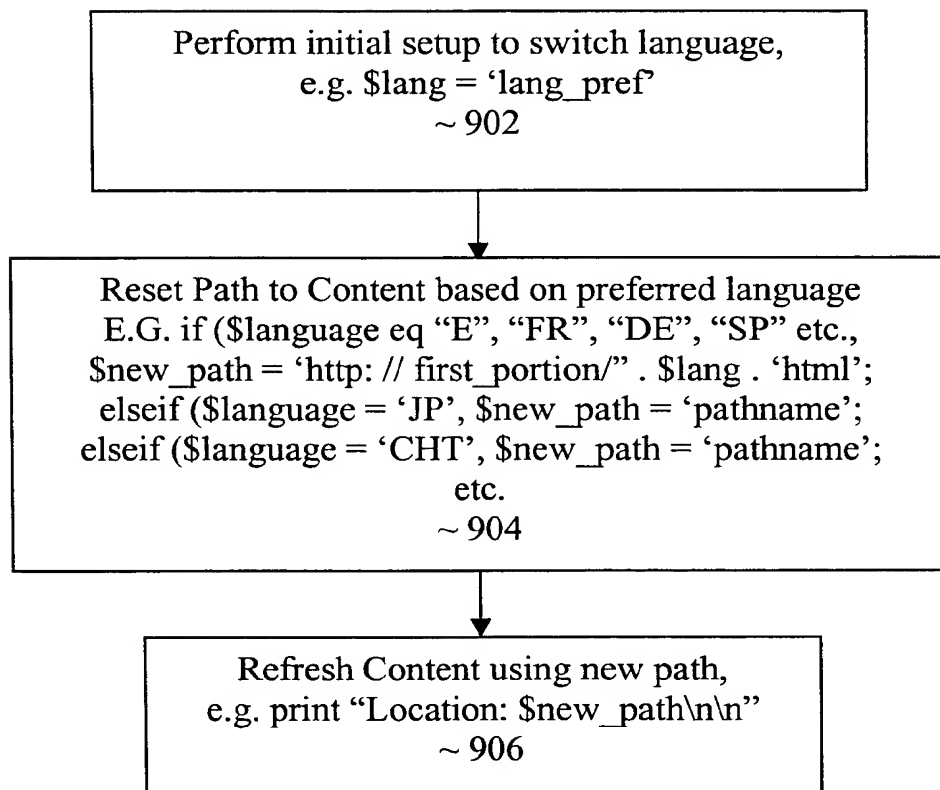 Perform initial setup to switch language,
e.g. $lang = ‘lang_pref’
~ 902
Reset Path to Content based on preferred language
E.G. if ($language eq “E”, “FR”, “DE”, “SP” etc.,
$new_path = ‘http: // first_portion/” . $lang . ‘html’;
elseif ($language = ‘JP’, $new_path = ‘pathname’;
elseif ($language = ‘CHT’, $new_path = ‘pathname’;
etc.
~ 904
Refresh Content using new path,
e.g. print “Location: $new_path\n\n”
~ 906